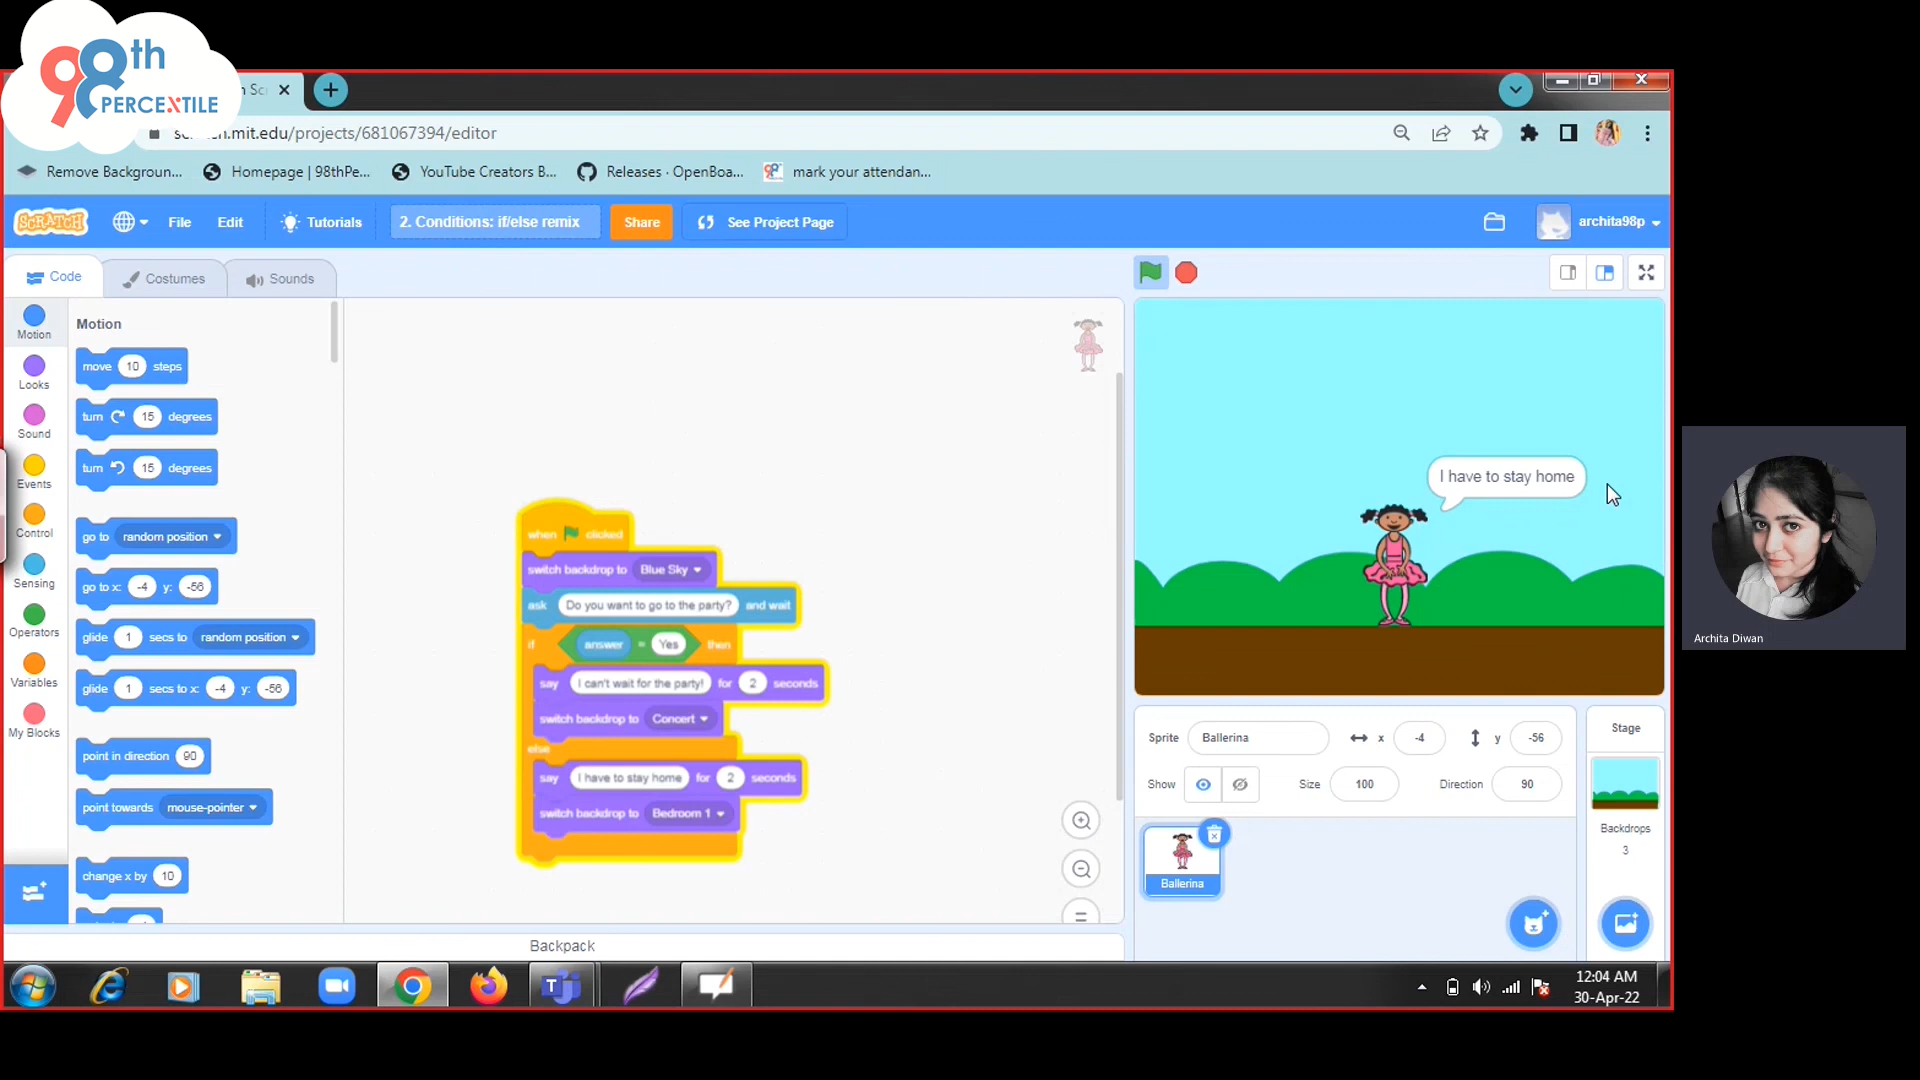 98th
PERCEXTILE
scratch.mit.edu/projects/681067394/editor
Remove Backgroun...
Homepage | 98thPe...
YouTube Creators B...
Releases · OpenBoa...
mark your attendan...
SCRATCH
File
Edit
Tutorials
2. Conditions: if/else remix
Share
See Project Page
archita98p
Code
Costumes
Sounds
Motion
Looks
Sound
Events
Control
Sensing
Operators
Variables
My Blocks
Motion
move 10 steps
turn 15 degrees
turn 15 degrees
go to random position
go to x: -4 y: -56
glide 1 secs to random position
glide 1 secs to x: -4 y: -56
point in direction 90
point towards mouse-pointer
change x by 10
when clicked
switch backdrop to Blue Sky
ask Do you want to go to the party? and wait
if answer = Yes then
say I can't wait for the party! for 2 seconds
switch backdrop to Concert
else
say I have to stay home for 2 seconds
switch backdrop to Bedroom 1
I have to stay home
Sprite Ballerina x -4 y -56
Show Size 100 Direction 90
Ballerina
Stage
Backdrops
3
Backpack
12:04 AM
30-Apr-22
Archita Diwan